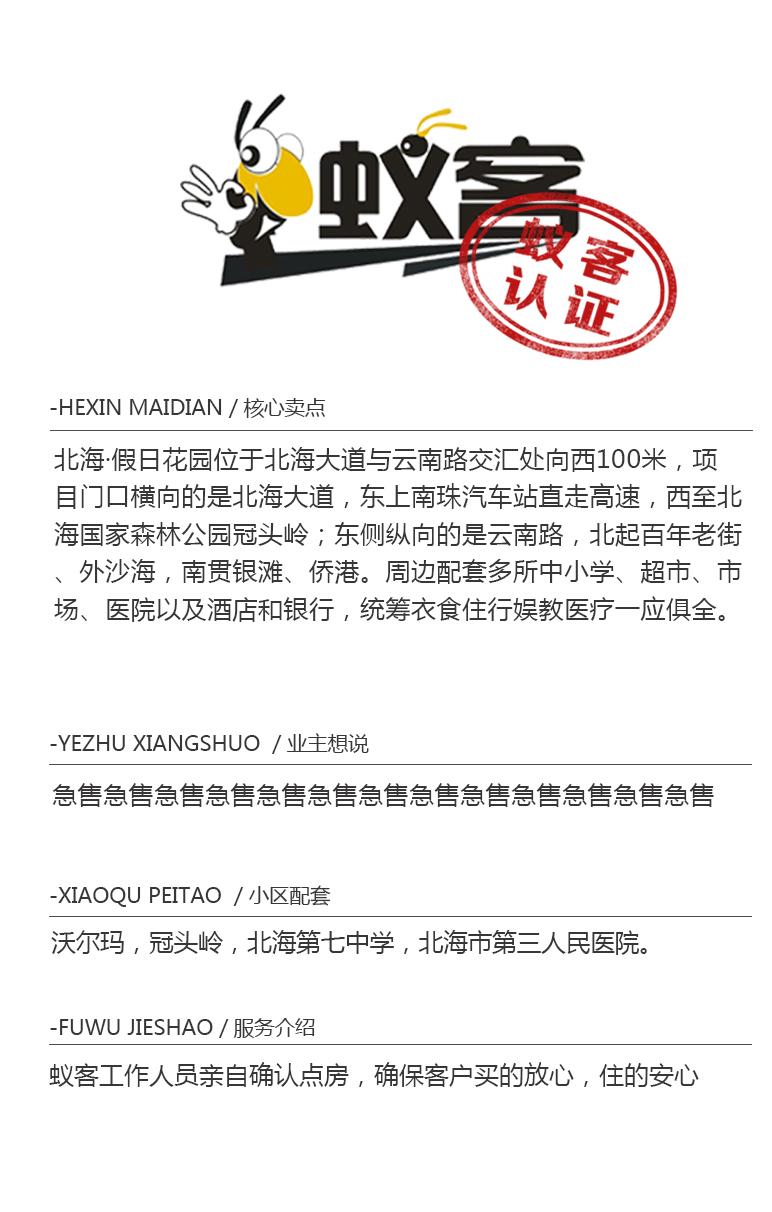 蚁客
蚁客
认证
-HEXIN MAIDIAN / 核心卖点
北海·假日花园位于北海大道与云南路交汇处向西100米，项
目门口横向的是北海大道，东上南珠汽车站直走高速，西至北
海国家森林公园冠头岭；东侧纵向的是云南路，北起百年老街
、外沙海，南贯银滩、侨港。周边配套多所中小学、超市、市
场、医院以及酒店和银行，统筹衣食住行娱教医疗一应俱全。
-YEZHU XIANGSHUO / 业主想说
急售急售急售急售急售急售急售急售急售急售急售急售急售
-XIAOQU PEITAO / 小区配套
沃尔玛，冠头岭，北海第七中学，北海市第三人民医院。
-FUWU JIESHAO / 服务介绍
蚁客工作人员亲自确认点房，确保客户买的放心，住的安心